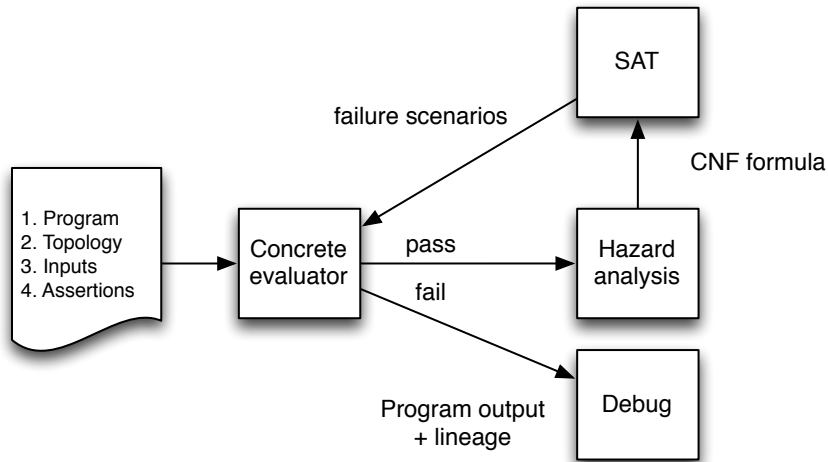 SAT
failure scenarios
CNF formula
1. Program
2. Topology
3. Inputs
4. Assertions
Concrete
evaluator
pass
fail
Hazard
analysis
Program output
+ lineage
Debug